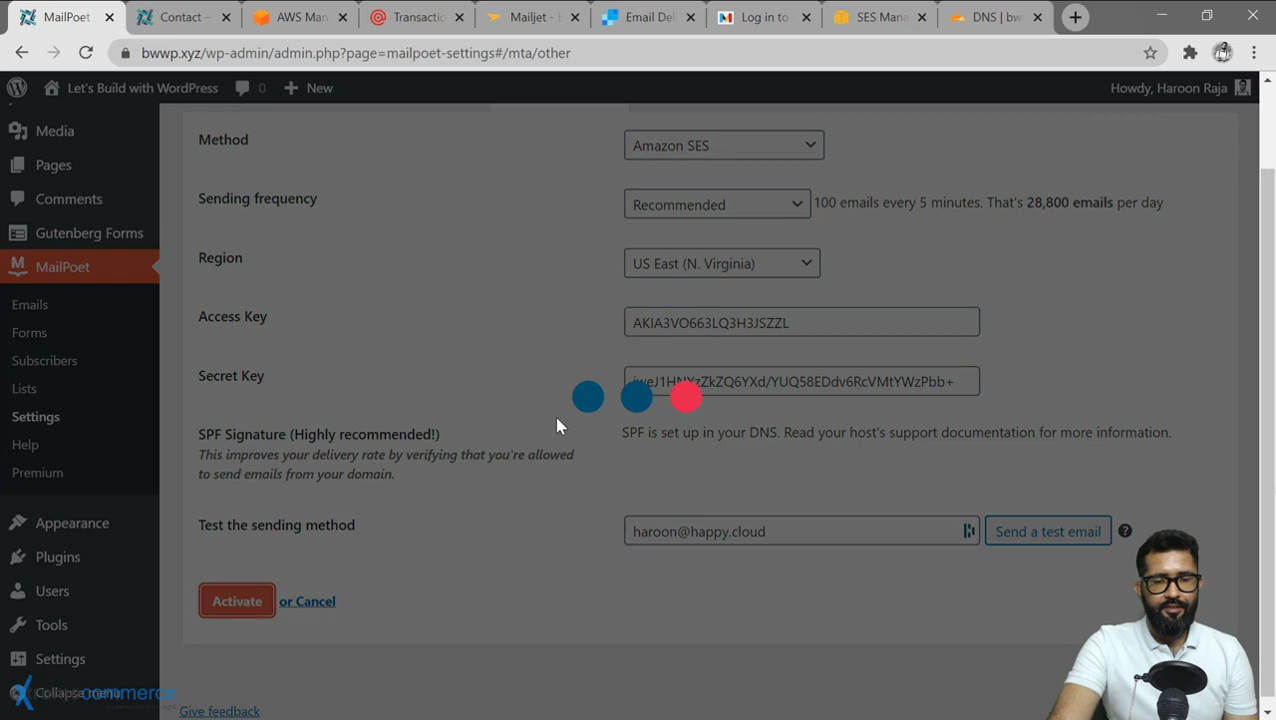 MailPoet
Contact –
AWS Man
Transactio
Mailjet - E
Email Del
Log in to
SES Mana
DNS | bw
bwwp.xyz/wp-admin/admin.php?page=mailpoet-settings#/mta/other
Let's Build with WordPress
0
New
Howdy, Haroon Raja
Media
Pages
Comments
Gutenberg Forms
MailPoet
Emails
Forms
Subscribers
Lists
Settings
Help
Premium
Appearance
Plugins
Users
Tools
Settings
Collapse menu
commerce
Method
Amazon SES
Sending frequency
Recommended
100 emails every 5 minutes. That's 28,800 emails per day
Region
US East (N. Virginia)
Access Key
AKIA3VO663LQ3H3JSZZL
Secret Key
SPF Signature (Highly recommended!)
SPF is set up in your DNS. Read your host's support documentation for more information.
This improves your delivery rate by verifying that you're allowed
to send emails from your domain.
Test the sending method
haroon@happy.cloud
Send a test email
Activate
or Cancel
Give feedback